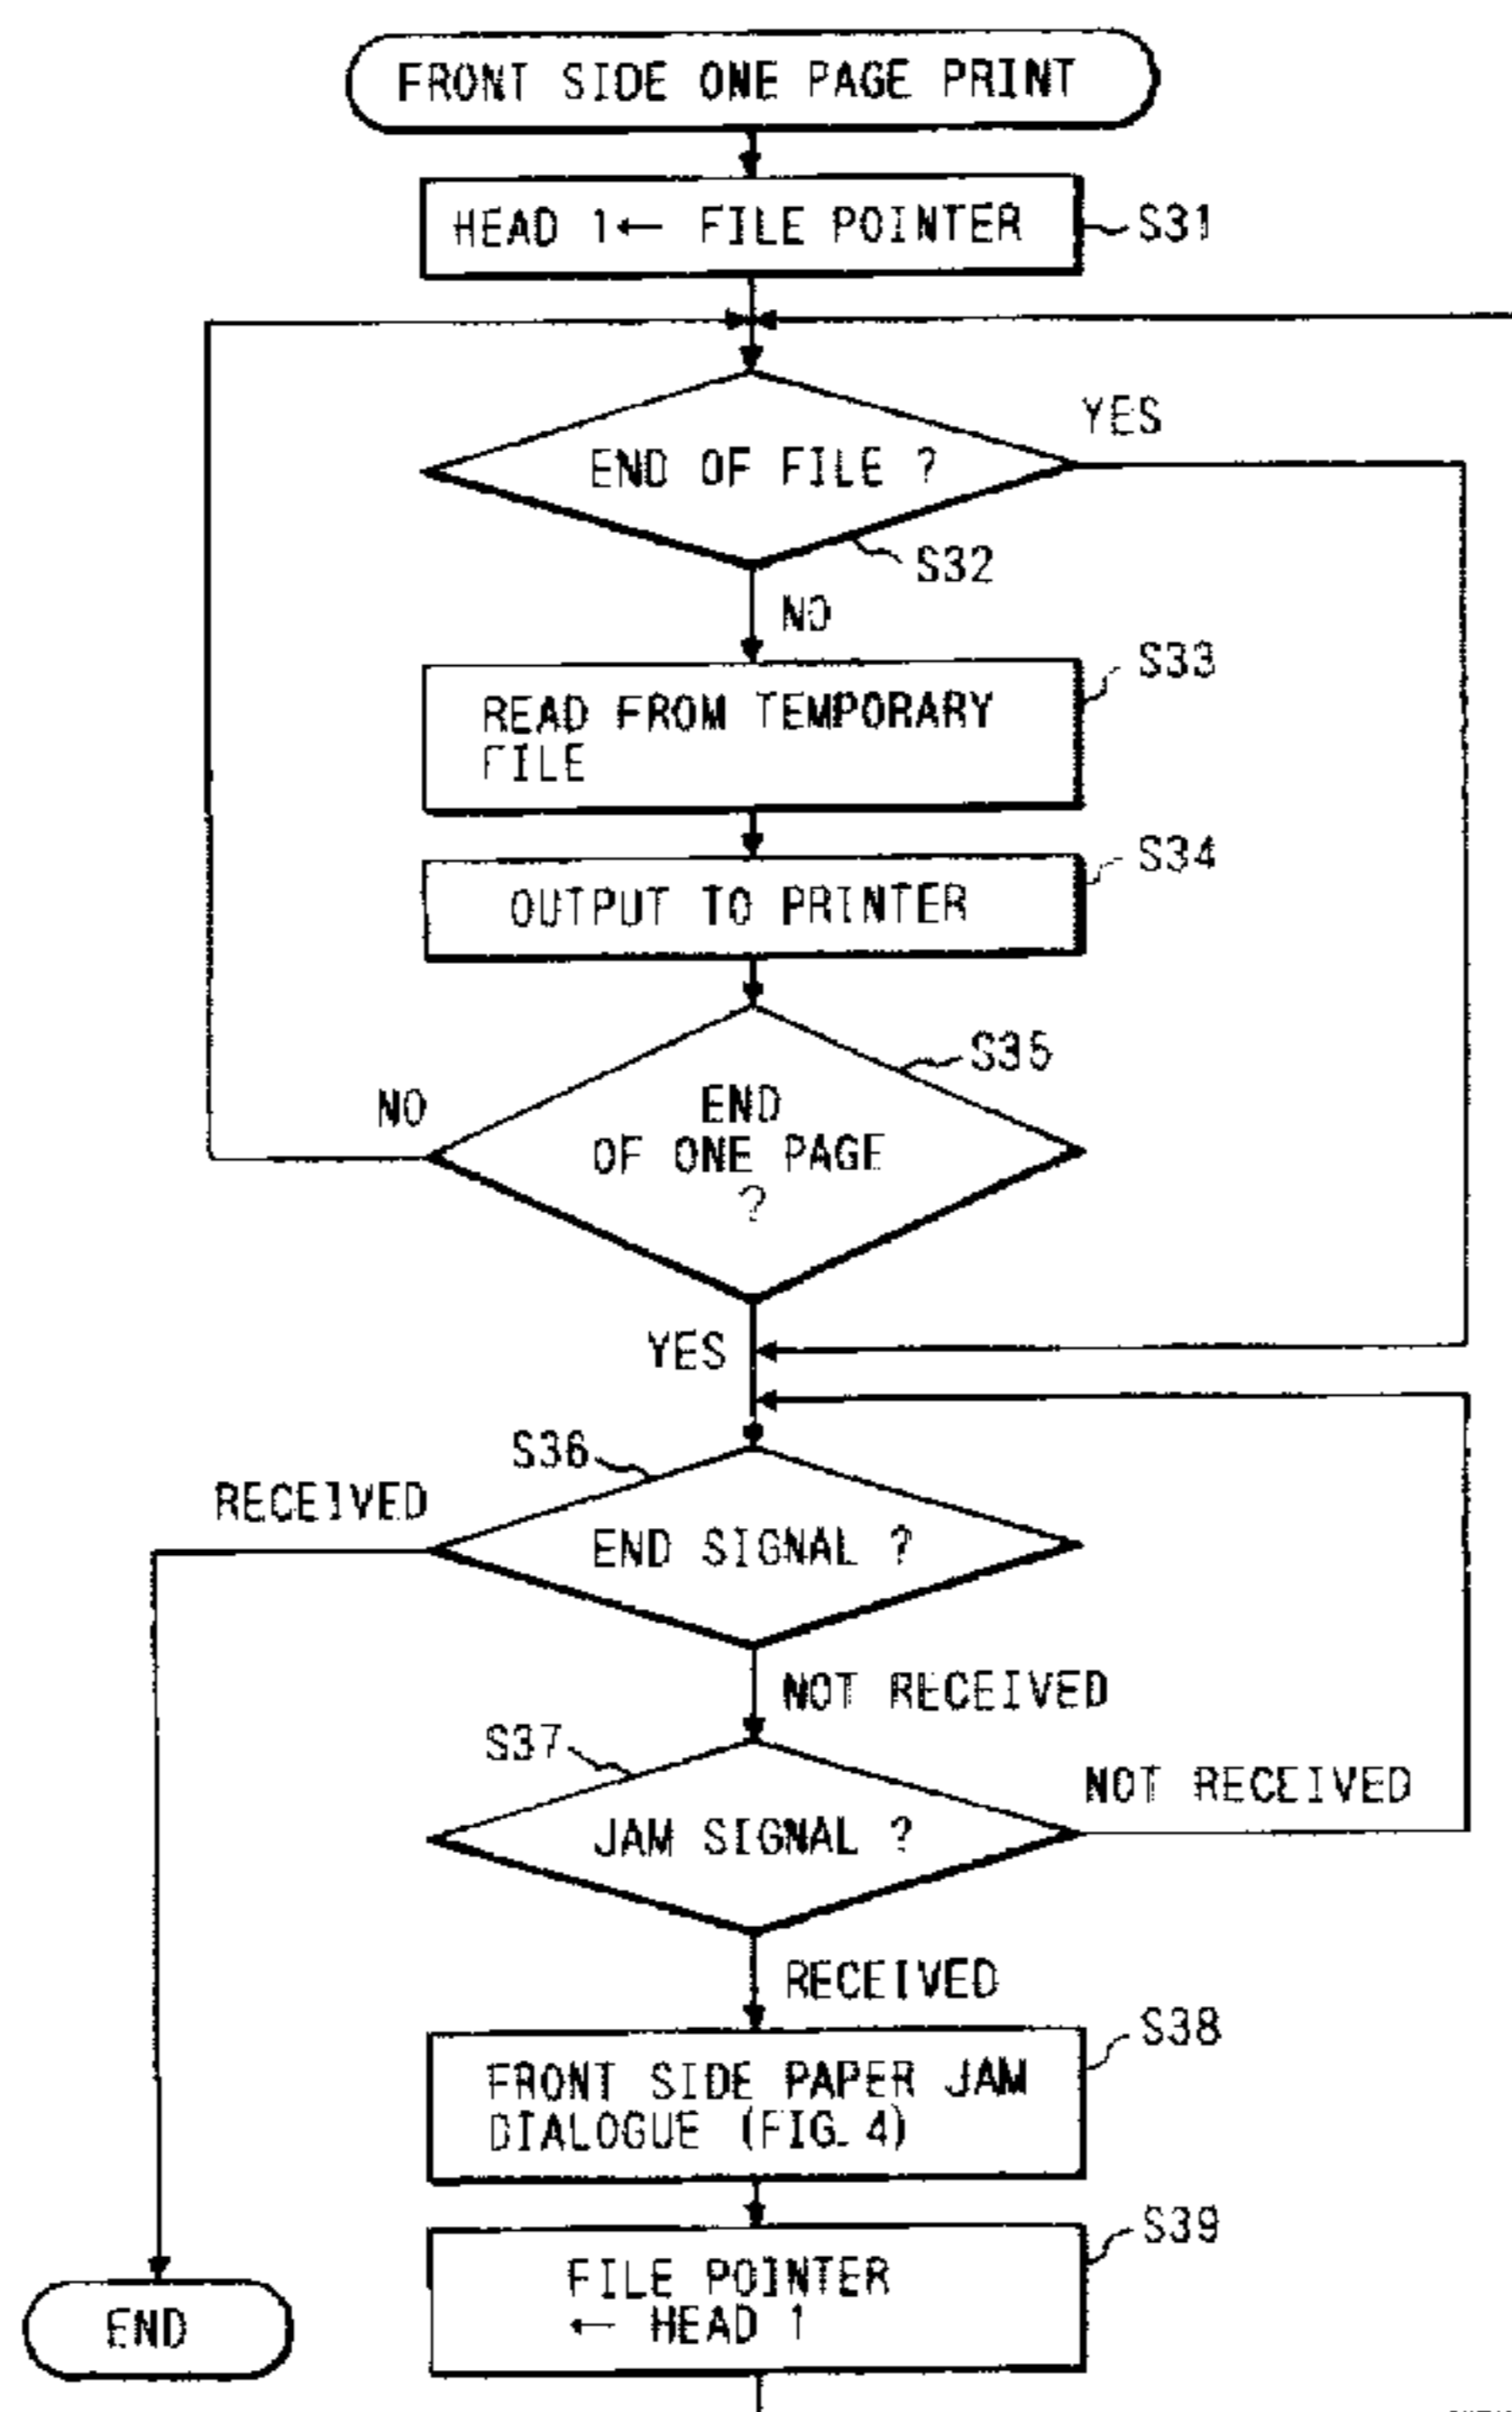 FRONT SIDE ONE PAGE PRINT
HEAD 1← FILE POINTER
S31
YES
END OF FILE ?
S32
NO
S33
READ FROM TEMPORARY
FILE
S34
OUTPUT TO PRINTER
S35
NO
END
OF ONE PAGE
?
YES
S36
RECEIVED
END SIGNAL ?
NOT RECEIVED
S37
NOT RECEIVED
JAM SIGNAL ?
RECEIVED
S38
FRONT SIDE PAPER JAM
DIALOGUE (FIG. 4)
S39
FILE POINTER
← HEAD 1
END